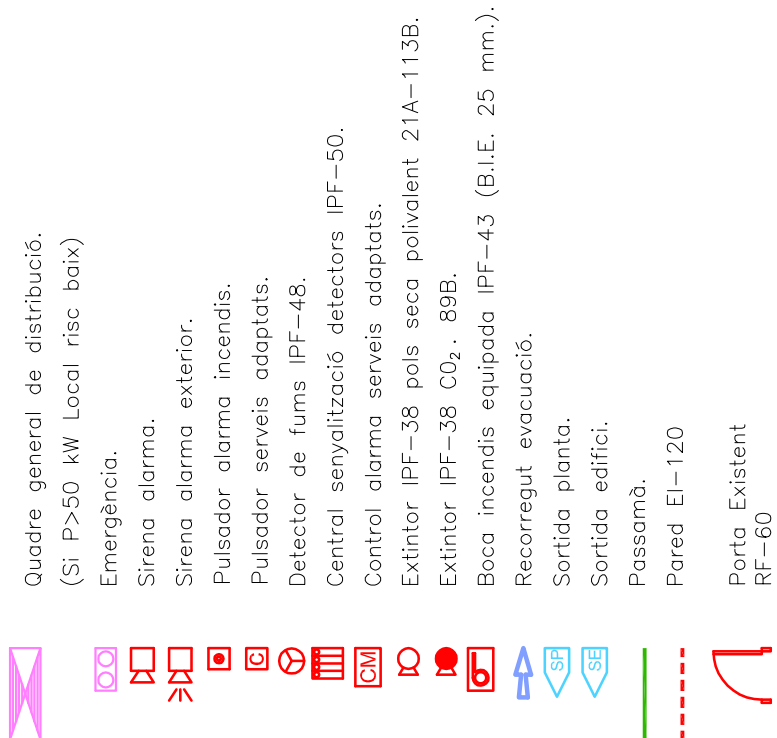 Quadre general de distribució.
(Si P>50 kW Local risc baix)
Emergència.
Sirena alarma.
Sirena alarma exterior.
Pulsador alarma incendis.
C Pulsador serveis adaptats.
Detector de fums IPF-48.
Central senyalització detectors IPF-50.
CM Control alarma serveis adaptats.
Extintor IPF-38 pols seca polivalent 21A-113B.
Extintor IPF-38 CO₂. 89B.
Boca incendis equipada IPF-43 (B.I.E. 25 mm.).
Recorregut evacuació.
SP Sortida planta.
SE Sortida edifici.
Passamà.
Pared EI-120
Porta Existent
RF-60